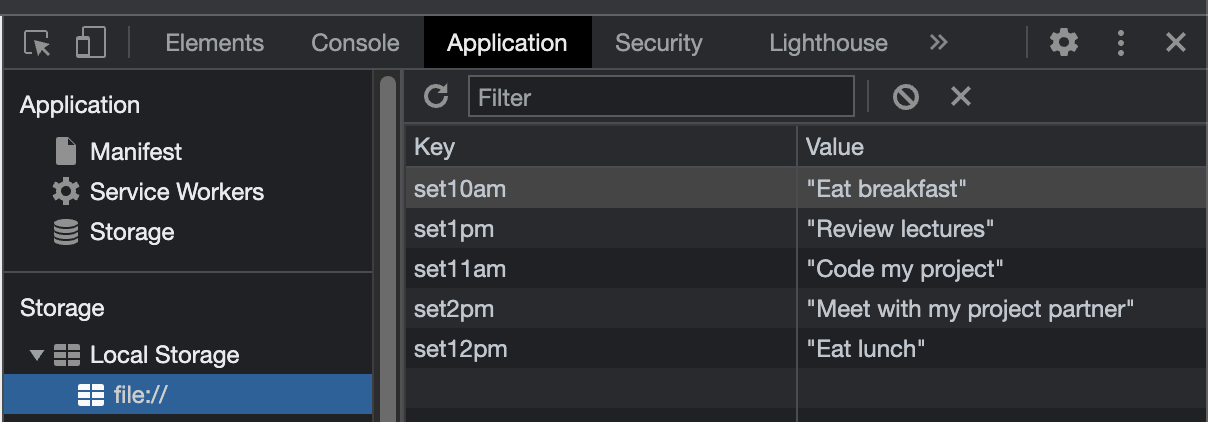 Elements Console Application Security Lighthouse »
Application
Manifest
Service Workers
Storage
Storage
Local Storage
file://
Filter
Key Value
set10am "Eat breakfast"
set1pm "Review lectures"
set11am "Code my project"
set2pm "Meet with my project partner"
set12pm "Eat lunch"